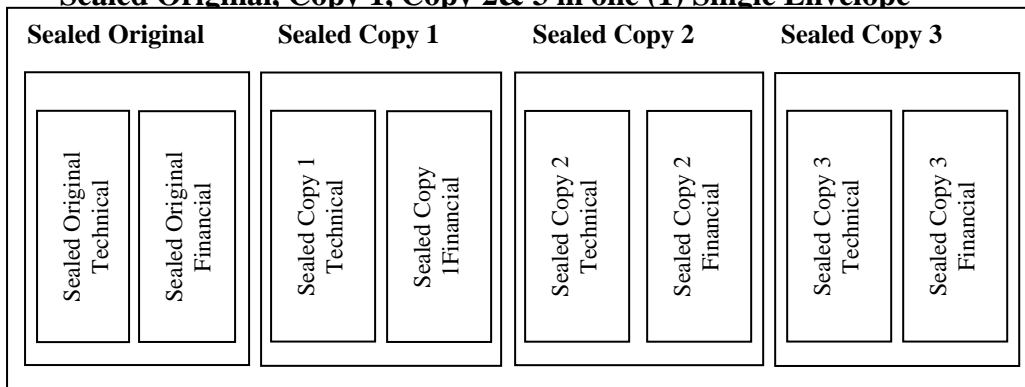 Sealed Original, Copy 1, Copy 2& 3 in one (1) Single Envelope
Sealed Original Sealed Copy 1 Sealed Copy 2 Sealed Copy 3
Sealed Original
Technical
Sealed Original
Financial
Sealed Copy 1
Technical
Sealed Copy
1Financial
Sealed Copy 2
Technical
Sealed Copy 2
Financial
Sealed Copy 3
Technical
Sealed Copy 3
Financial